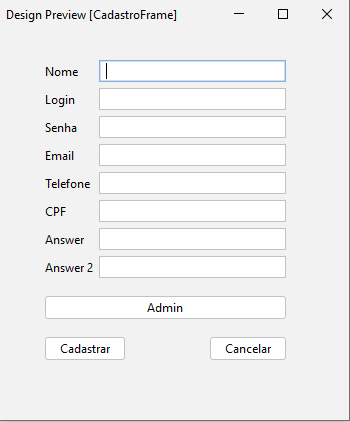 Design Preview [CadastroFrame]
Nome
Login
Senha
Email
Telefone
CPF
Answer
Answer 2
Admin
Cadastrar Cancelar